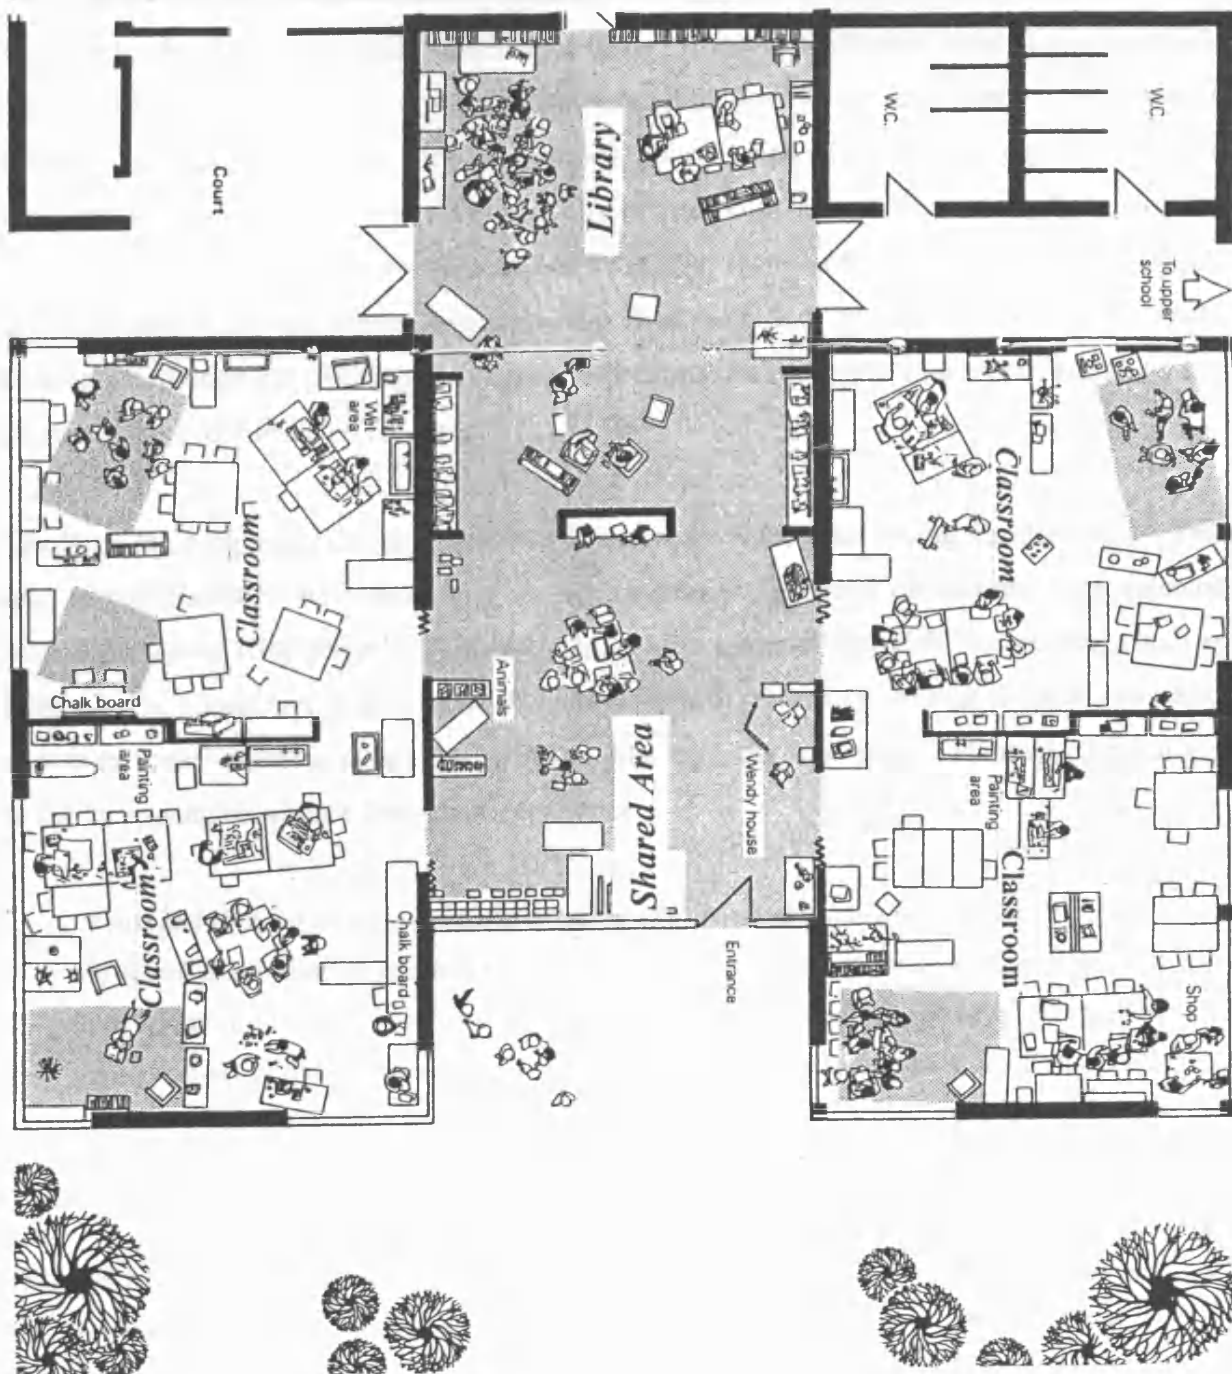 Court
Library
W.C.
W.C.
To upper
school
Wet
area
Classroom
Classroom
Chalk board
Painting
area
Animals
Shared Area
Wendy house
Painting
area
Classroom
Classroom
Chalk board
Entrance
Shop